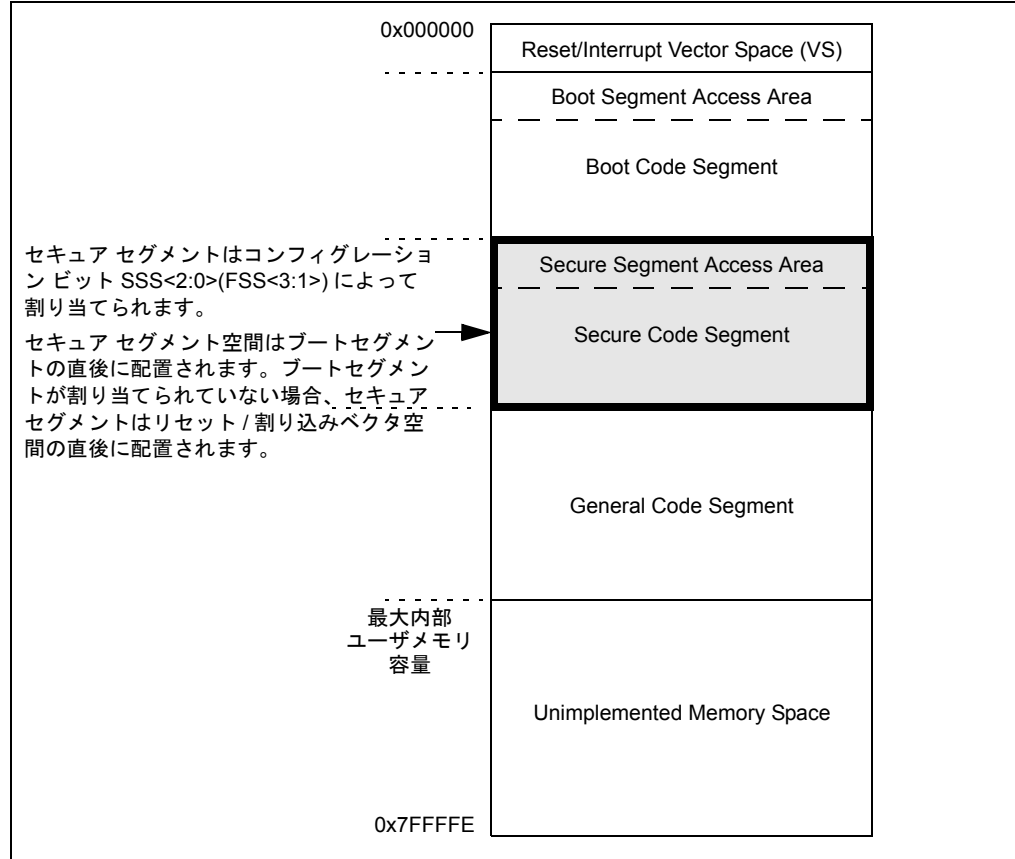 0x000000
Reset/Interrupt Vector Space (VS)
Boot Segment Access Area
Boot Code Segment
セキュア セグメントはコンフィグレーショ
ン ビット SSS<2:0>(FSS<3:1>) によって
割り当てられます。
セキュア セグメント空間はブートセグメン
トの直後に配置されます。ブートセグメン
トが割り当てられていない場合、セキュア
セグメントはリセット / 割り込みベクタ空
間の直後に配置されます。
Secure Segment Access Area
Secure Code Segment
General Code Segment
最大内部
ユーザメモリ
容量
Unimplemented Memory Space
0x7FFFFE